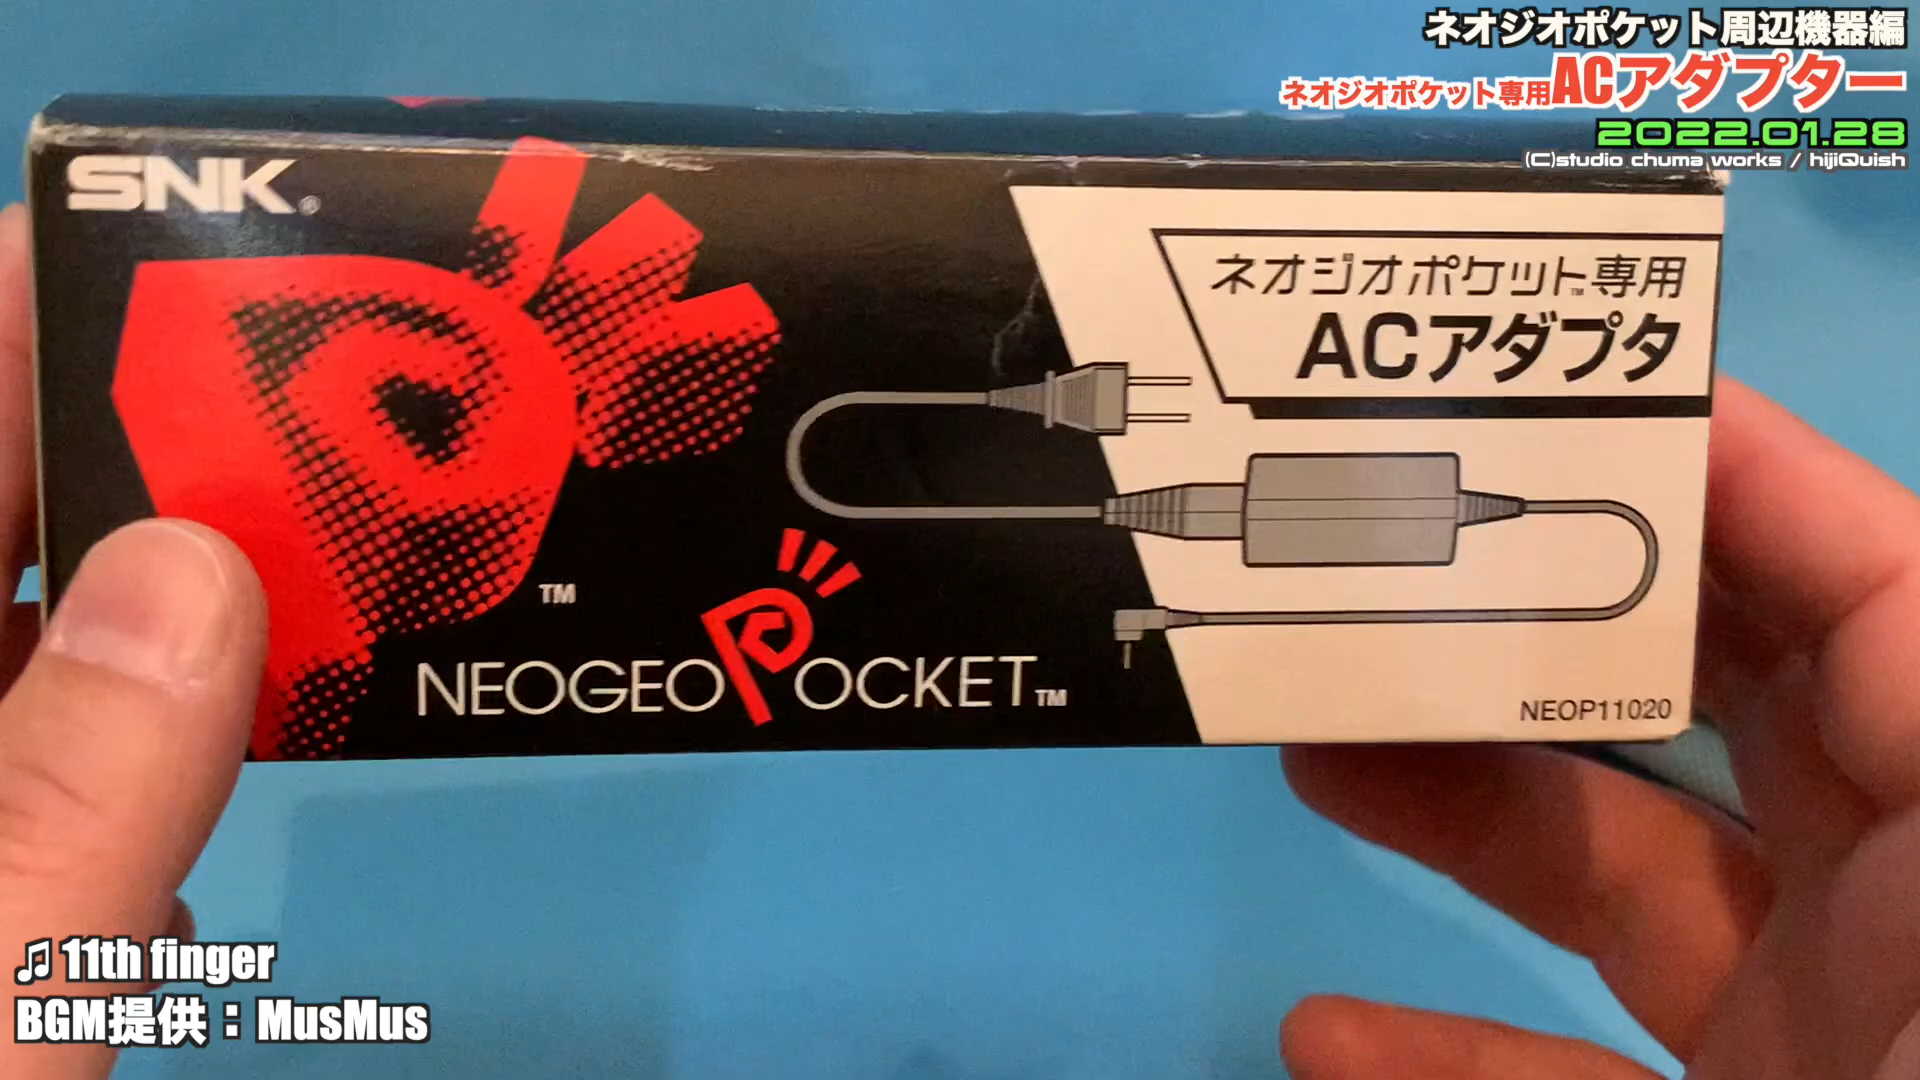 ネオジオポケット周辺機器編
ネオジオポケット専用ACアダプター
2022.01.28
(C)studio chuma works / hijiQuish
SNK®
ネオジオポケット™専用
ACアダプタ
TM
NEOGEOPOCKET™
NEOP11020
♫ 11th finger
BGM提供：MusMus